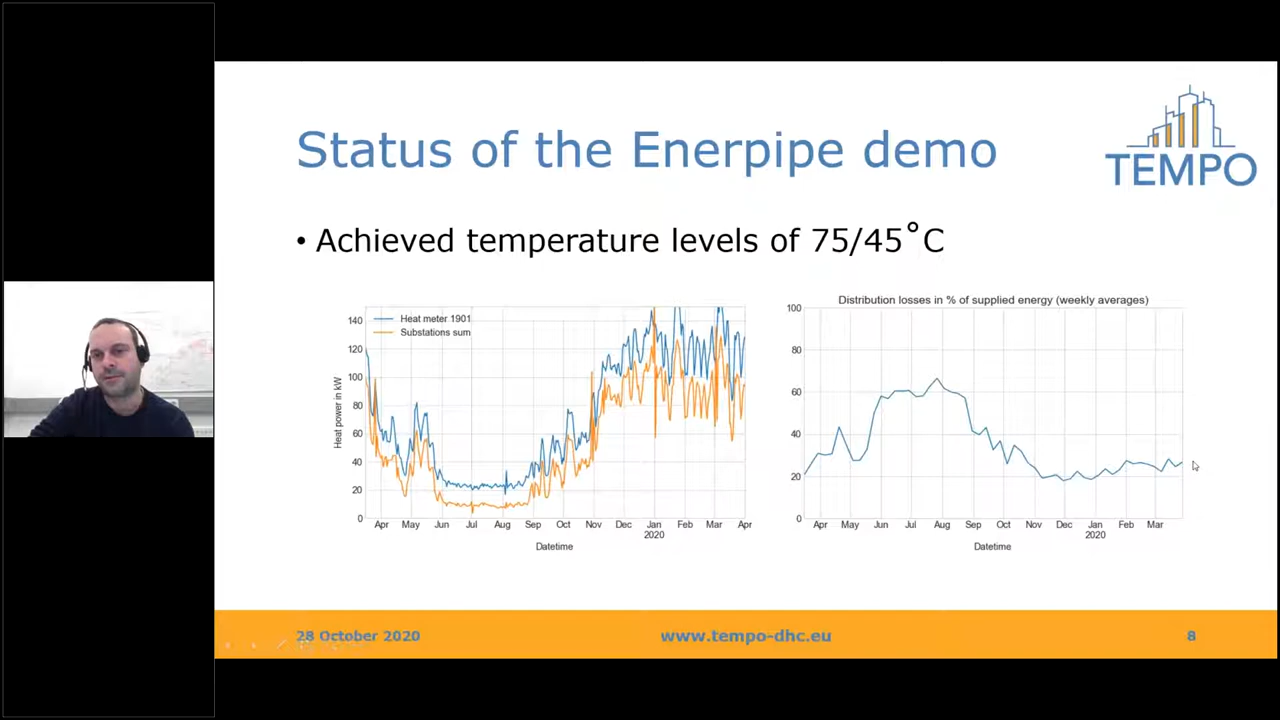 Status of the Enerpipe demo
TEMPO
• Achieved temperature levels of 75/45°C
Heat meter 1901
Substations sum
Heat power in kW
140
120
100
80
60
40
20
0
Apr May Jun Jul Aug Sep Oct Nov Dec Jan Feb Mar Apr
2020
Datetime
Distribution losses in % of supplied energy (weekly averages)
100
80
60
40
20
0
Apr May Jun Jul Aug Sep Oct Nov Dec Jan Feb Mar
2020
Datetime
28 October 2020
www.tempo-dhc.eu
8